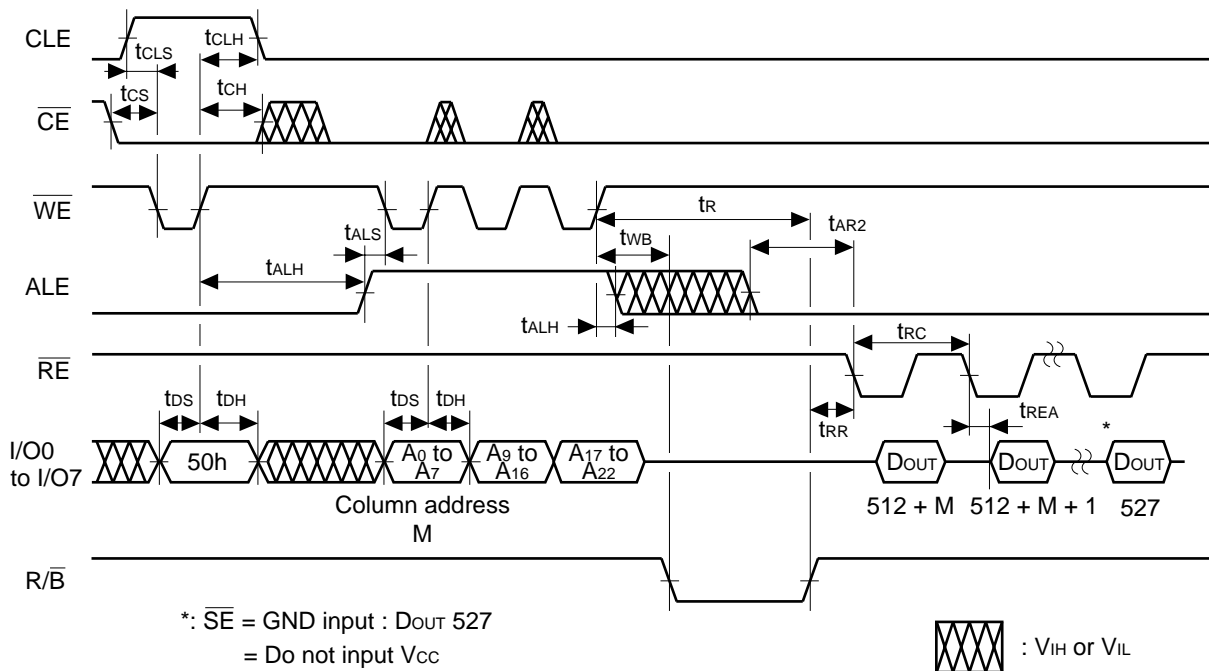 CLE
tCLS
tCLH
tCS
tCH
CE
WE
tR
tAR2
tALS
tWB
tALH
ALE
tALH
tRC
RE
tDS
tDH
tDS
tDH
tRR
tREA
*
I/O0
to I/O7
50h
A0 to
A7
A9 to
A16
A17 to
A22
DOUT
DOUT
DOUT
Column address
M
512 + M
512 + M + 1
527
R/B
*: SE = GND input : DOUT 527
= Do not input VCC
: VIH or VIL